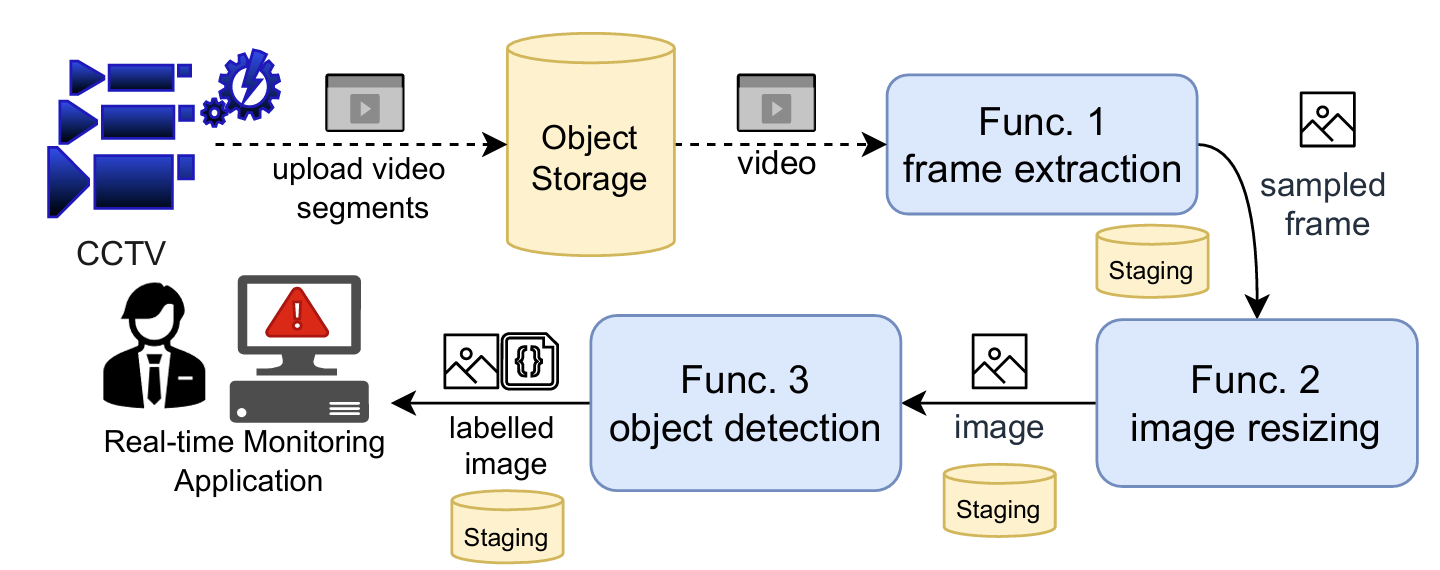 CCTV
upload video
segments
Object
Storage
video
Func. 1
frame extraction
sampled
frame
Staging
Func. 2
image resizing
image
Staging
Func. 3
object detection
{}
labelled
image
Staging
!
Real-time Monitoring
Application